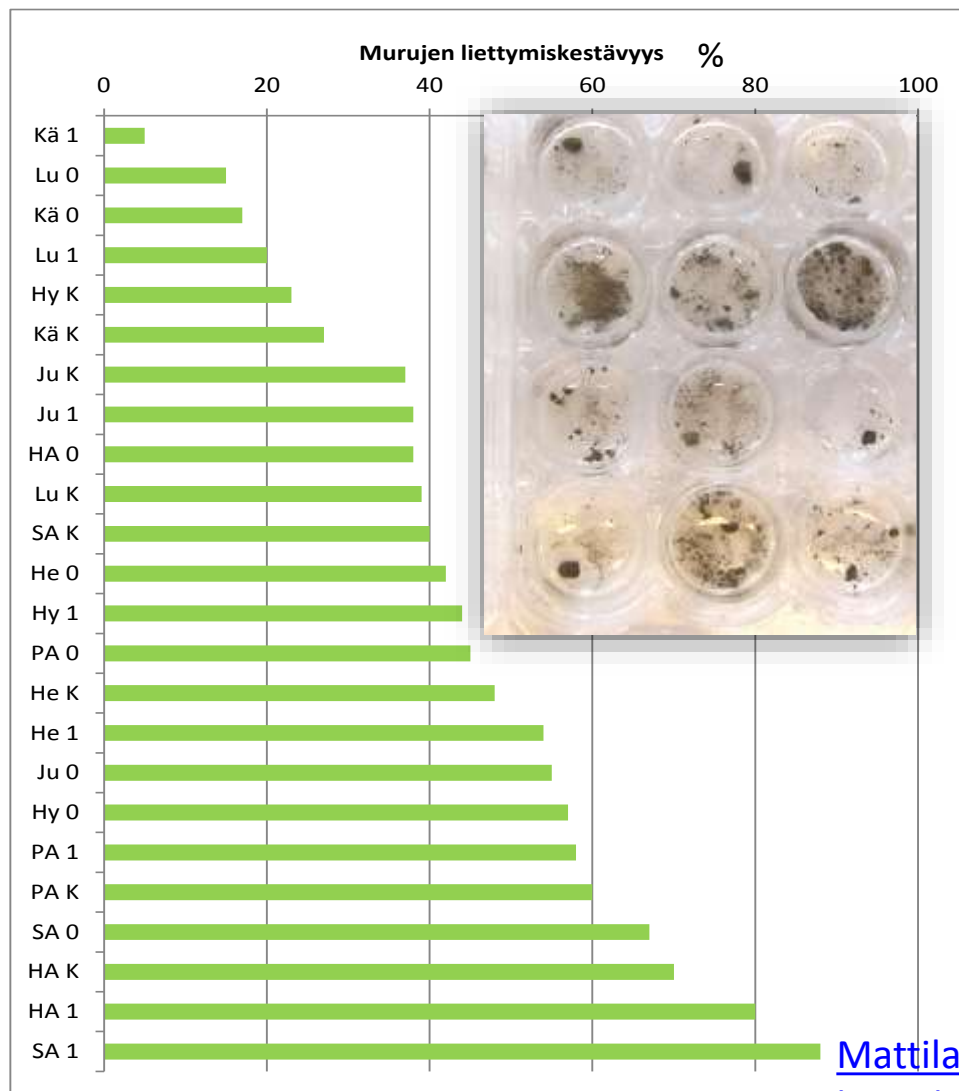 Murujen liettymiskestävyys %
0 20 40 60 80 100
Kä 1
Lu 0
Kä 0
Lu 1
Hy K
Kä K
Ju K
Ju 1
HA 0
Lu K
SA K
He 0
Hy 1
PA 0
He K
He 1
Ju 0
Hy 0
PA 1
PA K
SA 0
HA K
HA 1
SA 1
Mattila